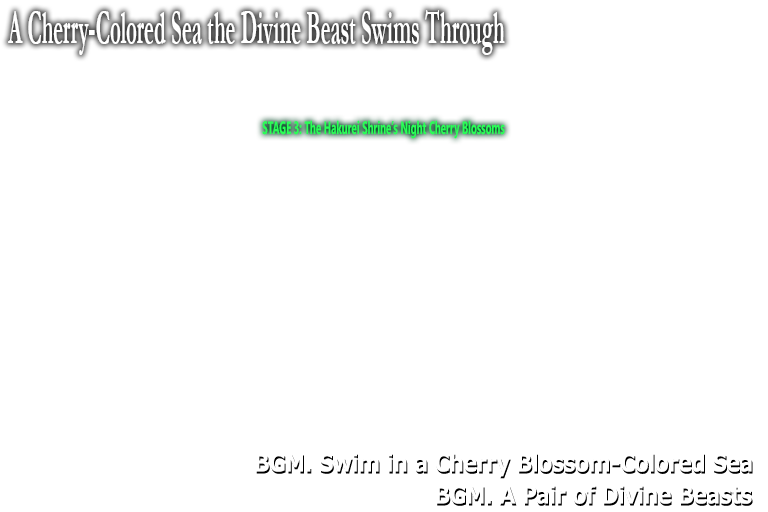 A Cherry-Colored Sea the Divine Beast Swims Through
STAGE 3: The Hakurei Shrine's Night Cherry Blossoms
BGM. Swim in a Cherry Blossom-Colored Sea
BGM. A Pair of Divine Beasts